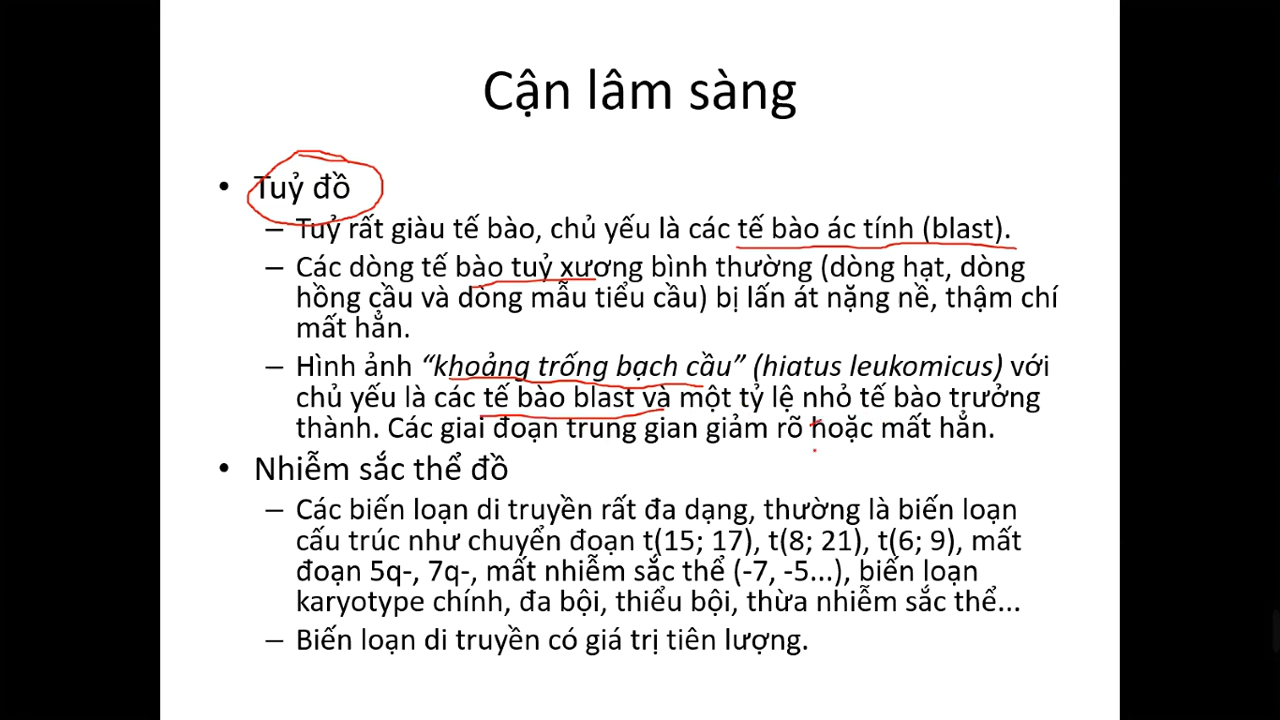 Cận lâm sàng
• Tuỷ đồ
– Tuỷ rất giàu tế bào, chủ yếu là các tế bào ác tính (blast).
– Các dòng tế bào tuỷ xương bình thường (dòng hạt, dòng
hồng cầu và dòng mẫu tiểu cầu) bị lấn át nặng nề, thậm chí
mất hẳn.
– Hình ảnh “khoảng trống bạch cầu” (hiatus leukomicus) với
chủ yếu là các tế bào blast và một tỷ lệ nhỏ tế bào trưởng
thành. Các giai đoạn trung gian giảm rõ hoặc mất hẳn.
• Nhiễm sắc thể đồ
– Các biến loạn di truyền rất đa dạng, thường là biến loạn
cấu trúc như chuyển đoạn t(15; 17), t(8; 21), t(6; 9), mất
đoạn 5q-, 7q-, mất nhiễm sắc thể (-7, -5...), biến loạn
karyotype chính, đa bội, thiểu bội, thừa nhiễm sắc thể...
– Biến loạn di truyền có giá trị tiên lượng.